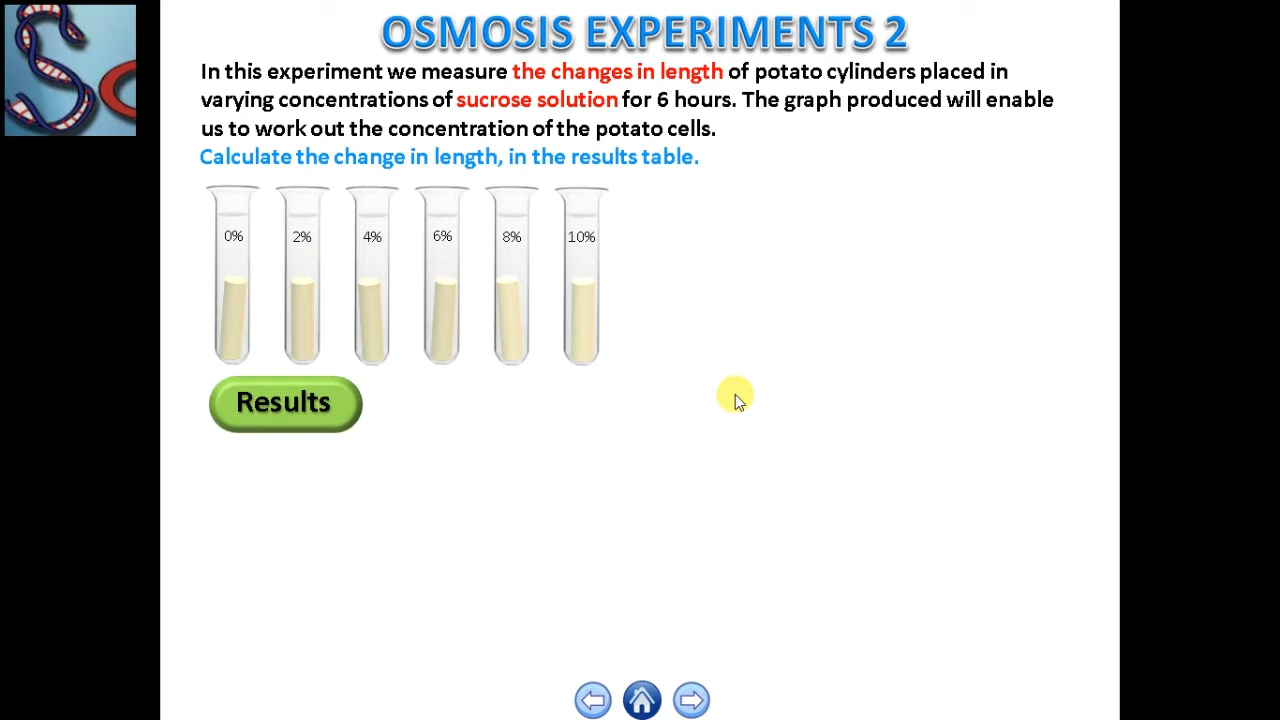 OSMOSIS EXPERIMENTS 2
In this experiment we measure the changes in length of potato cylinders placed in
varying concentrations of sucrose solution for 6 hours. The graph produced will enable
us to work out the concentration of the potato cells.
Calculate the change in length, in the results table.
0% 2% 4% 6% 8% 10%
Results